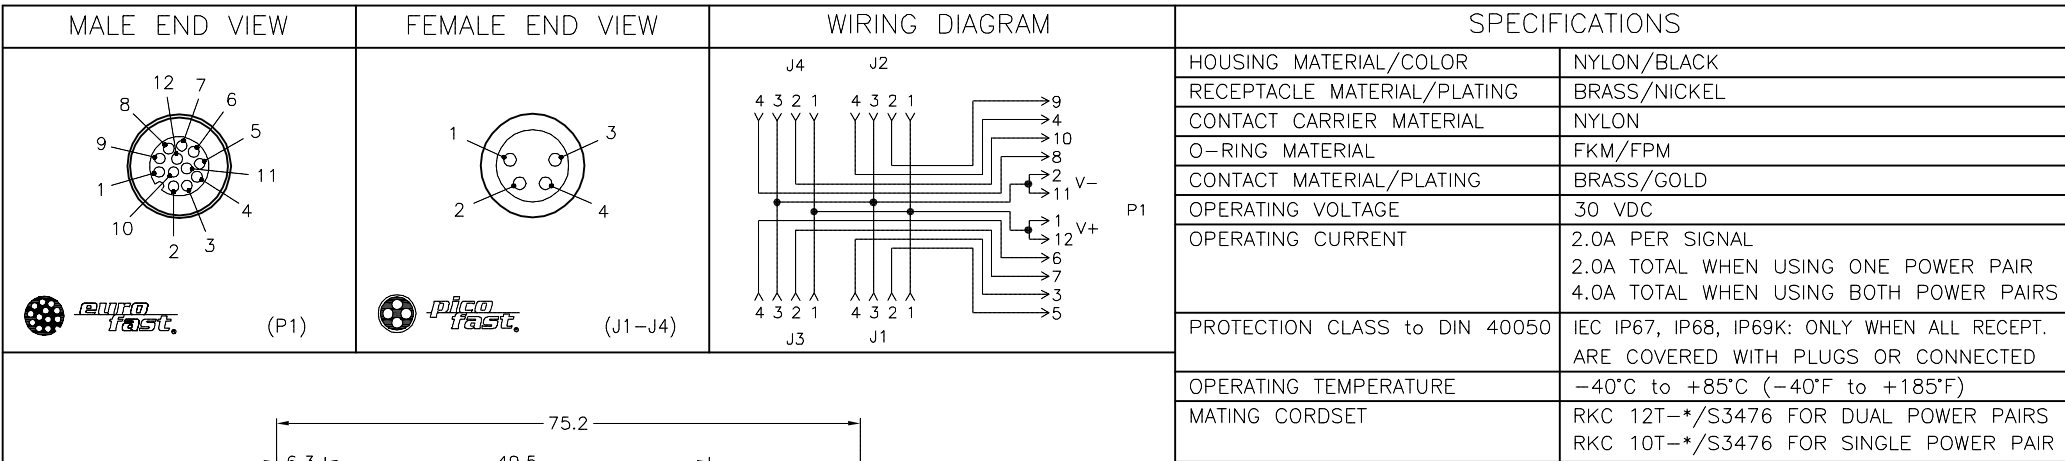 MALE END VIEW
FEMALE END VIEW
WIRING DIAGRAM
SPECIFICATIONS
12 7
8 6
9 5
1 11
10 4
2 3
euro fast.
(P1)
1 3
2 4
pico fast.
(J1-J4)
J4 J2
4 3 2 1 4 3 2 1
9
4
10
8
2
V-
11
P1
1
V+
12
6
7
3
5
4 3 2 1 4 3 2 1
J3 J1
HOUSING MATERIAL/COLOR NYLON/BLACK
RECEPTACLE MATERIAL/PLATING BRASS/NICKEL
CONTACT CARRIER MATERIAL NYLON
O-RING MATERIAL FKM/FPM
CONTACT MATERIAL/PLATING BRASS/GOLD
OPERATING VOLTAGE 30 VDC
OPERATING CURRENT 2.0A PER SIGNAL
2.0A TOTAL WHEN USING ONE POWER PAIR
4.0A TOTAL WHEN USING BOTH POWER PAIRS
PROTECTION CLASS to DIN 40050 IEC IP67, IP68, IP69K: ONLY WHEN ALL RECEPT.
ARE COVERED WITH PLUGS OR CONNECTED
OPERATING TEMPERATURE -40°C to +85°C (-40°F to +185°F)
MATING CORDSET RKC 12T-*/S3476 FOR DUAL POWER PAIRS
RKC 10T-*/S3476 FOR SINGLE POWER PAIR
75.2